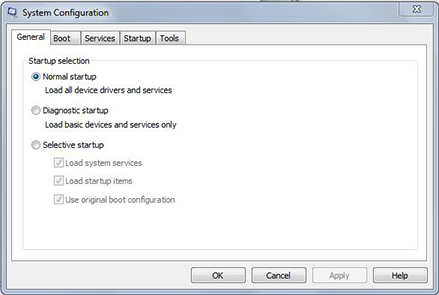 System Configuration
General Boot Services Startup Tools
Startup selection
Normal startup
Load all device drivers and services
Diagnostic startup
Load basic devices and services only
Selective startup
Load system services
Load startup items
Use original boot configuration
OK Cancel Apply Help